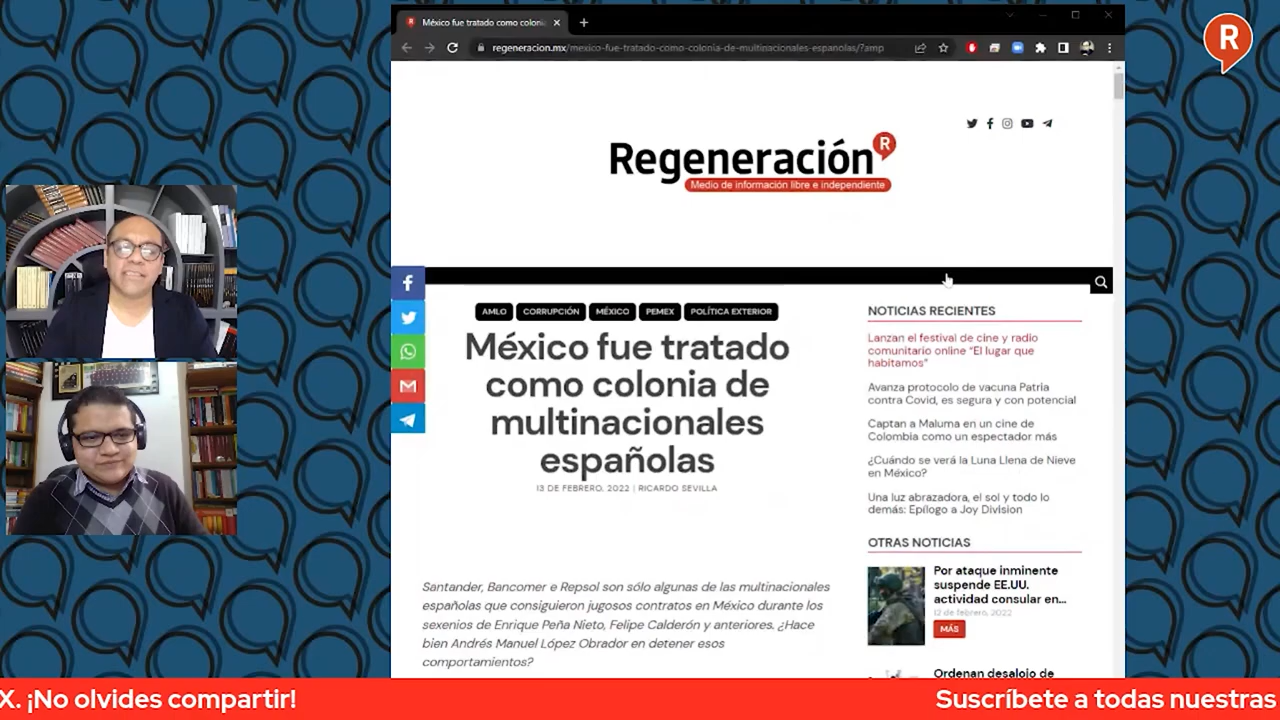 México fue tratado como coloni
regeneracion.mx/mexico-fue-tratado-como-colonia-de-multinacionales-espanolas/?amp
R
Regeneración R
Medio de información libre e independiente
AMLO CORRUPCIÓN MÉXICO PEMEX POLÍTICA EXTERIOR
México fue tratado
como colonia de
multinacionales
españolas
13 DE FEBRERO, 2022 | RICARDO SEVILLA
Santander, Bancomer e Repsol son sólo algunas de las multinacionales
españolas que consiguieron jugosos contratos en México durante los
sexenios de Enrique Peña Nieto, Felipe Calderón y anteriores. ¿Hace
bien Andrés Manuel López Obrador en detener esos
comportamientos?
NOTICIAS RECIENTES
Lanzan el festival de cine y radio
comunitario online “El lugar que
habitamos”
Avanza protocolo de vacuna Patria
contra Covid, es segura y con potencial
Captan a Maluma en un cine de
Colombia como un espectador más
¿Cuándo se verá la Luna Llena de Nieve
en México?
Una luz abrazadora, el sol y todo lo
demás: Epílogo a Joy Division
OTRAS NOTICIAS
Por ataque inminente
suspende EE.UU.
actividad consular en...
12 de febrero, 2022
MÁS
Ordenan desalojo de
X. ¡No olvides compartir!
Suscríbete a todas nuestras